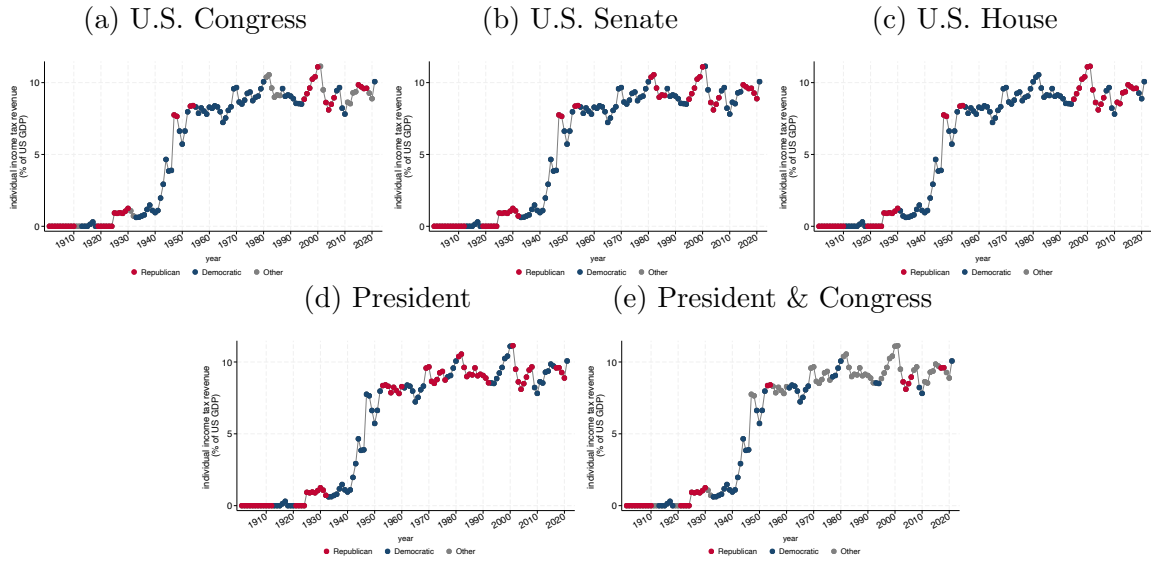 (a) U.S. Congress
individual income tax revenue
(% of US GDP)
10
5
0
1910 1920 1930 1940 1950 1960 1970 1980 1990 2000 2010 2020
year
Republican Democratic Other
(b) U.S. Senate
individual income tax revenue
(% of US GDP)
10
5
0
1910 1920 1930 1940 1950 1960 1970 1980 1990 2000 2010 2020
year
Republican Democratic Other
(c) U.S. House
individual income tax revenue
(% of US GDP)
10
5
0
1910 1920 1930 1940 1950 1960 1970 1980 1990 2000 2010 2020
year
Republican Democratic Other
(d) President
individual income tax revenue
(% of US GDP)
10
5
0
1910 1920 1930 1940 1950 1960 1970 1980 1990 2000 2010 2020
year
Republican Democratic Other
(e) President & Congress
individual income tax revenue
(% of US GDP)
10
5
0
1910 1920 1930 1940 1950 1960 1970 1980 1990 2000 2010 2020
year
Republican Democratic Other